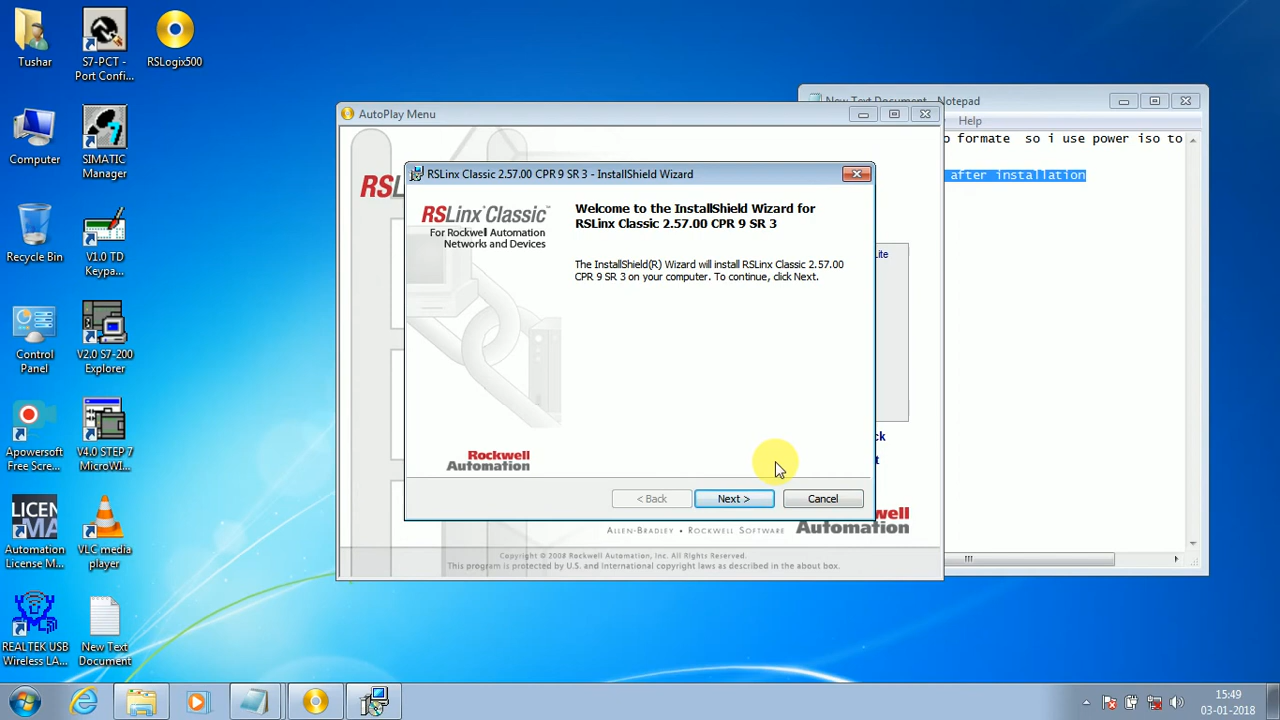 Tushar
S7-PCT -
Port Confi...
RSLogix500
Computer
SIMATIC
Manager
Recycle Bin
V1.0 TD
Keypa...
Control
Panel
V2.0 S7-200
Explorer
Apowersoft
Free Scre...
V4.0 STEP 7
MicroWI...
Automation
License M...
VLC media
player
REALTEK USB
Wireless LA...
New Text
Document
New Text Document - Notepad
Help
formate so i use power iso to
after installation
AutoPlay Menu
RSL
ite
ck
t
ALLEN-BRADLEY • ROCKWELL SOFTWARE
Rockwell
Automation
Copyright © 2008 Rockwell Automation, Inc. All Rights Reserved.
This program is protected by U.S. and International copyright laws as described in the about box.
RSLinx Classic 2.57.00 CPR 9 SR 3 - InstallShield Wizard
RSLinx Classic™
For Rockwell Automation
Networks and Devices
Welcome to the InstallShield Wizard for
RSLinx Classic 2.57.00 CPR 9 SR 3
The InstallShield(R) Wizard will install RSLinx Classic 2.57.00
CPR 9 SR 3 on your computer. To continue, click Next.
Rockwell
Automation
< Back
Next >
Cancel
15:49
03-01-2018